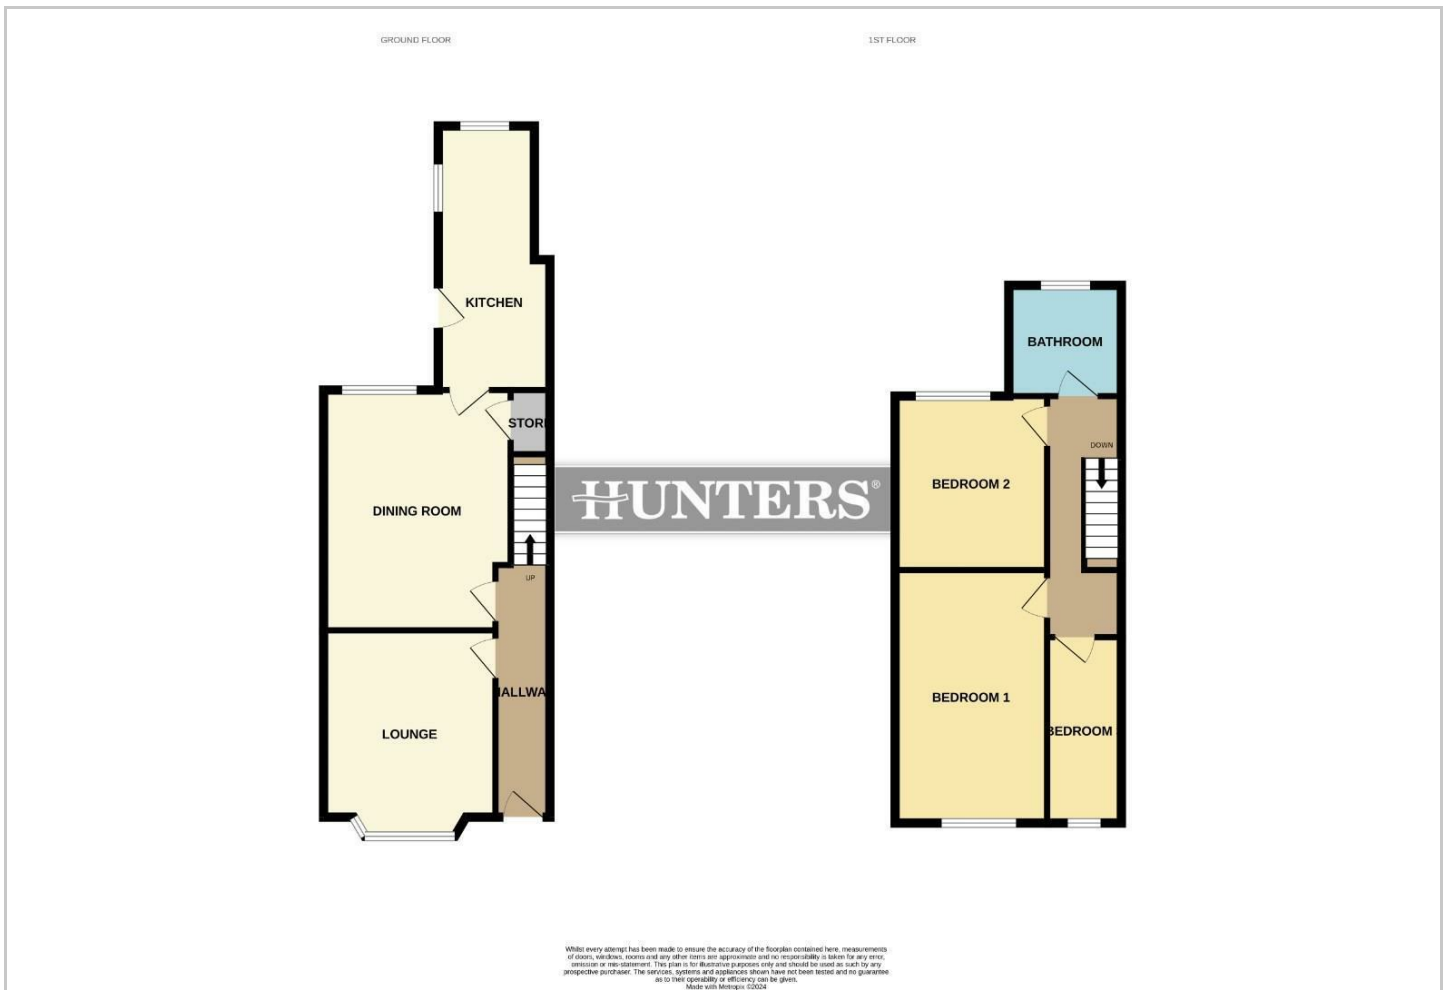 GROUND FLOOR
1ST FLOOR
KITCHEN
BATHROOM
STOR
DOWN
BEDROOM 2
HUNTERS®
DINING ROOM
UP
HALLWA
BEDROOM 1
BEDROOM
LOUNGE
Whilst every attempt has been made to ensure the accuracy of the floorplan contained here, measurements
of doors, windows, rooms and any other items are approximate and no responsibility is taken for any error,
omission or mis-statement. This plan is for illustrative purposes only and should be used as such by any
prospective purchaser. The services, systems and appliances shown have not been tested and no guarantee
as to their operability or efficiency can be given.
Made with Metropix ©2024